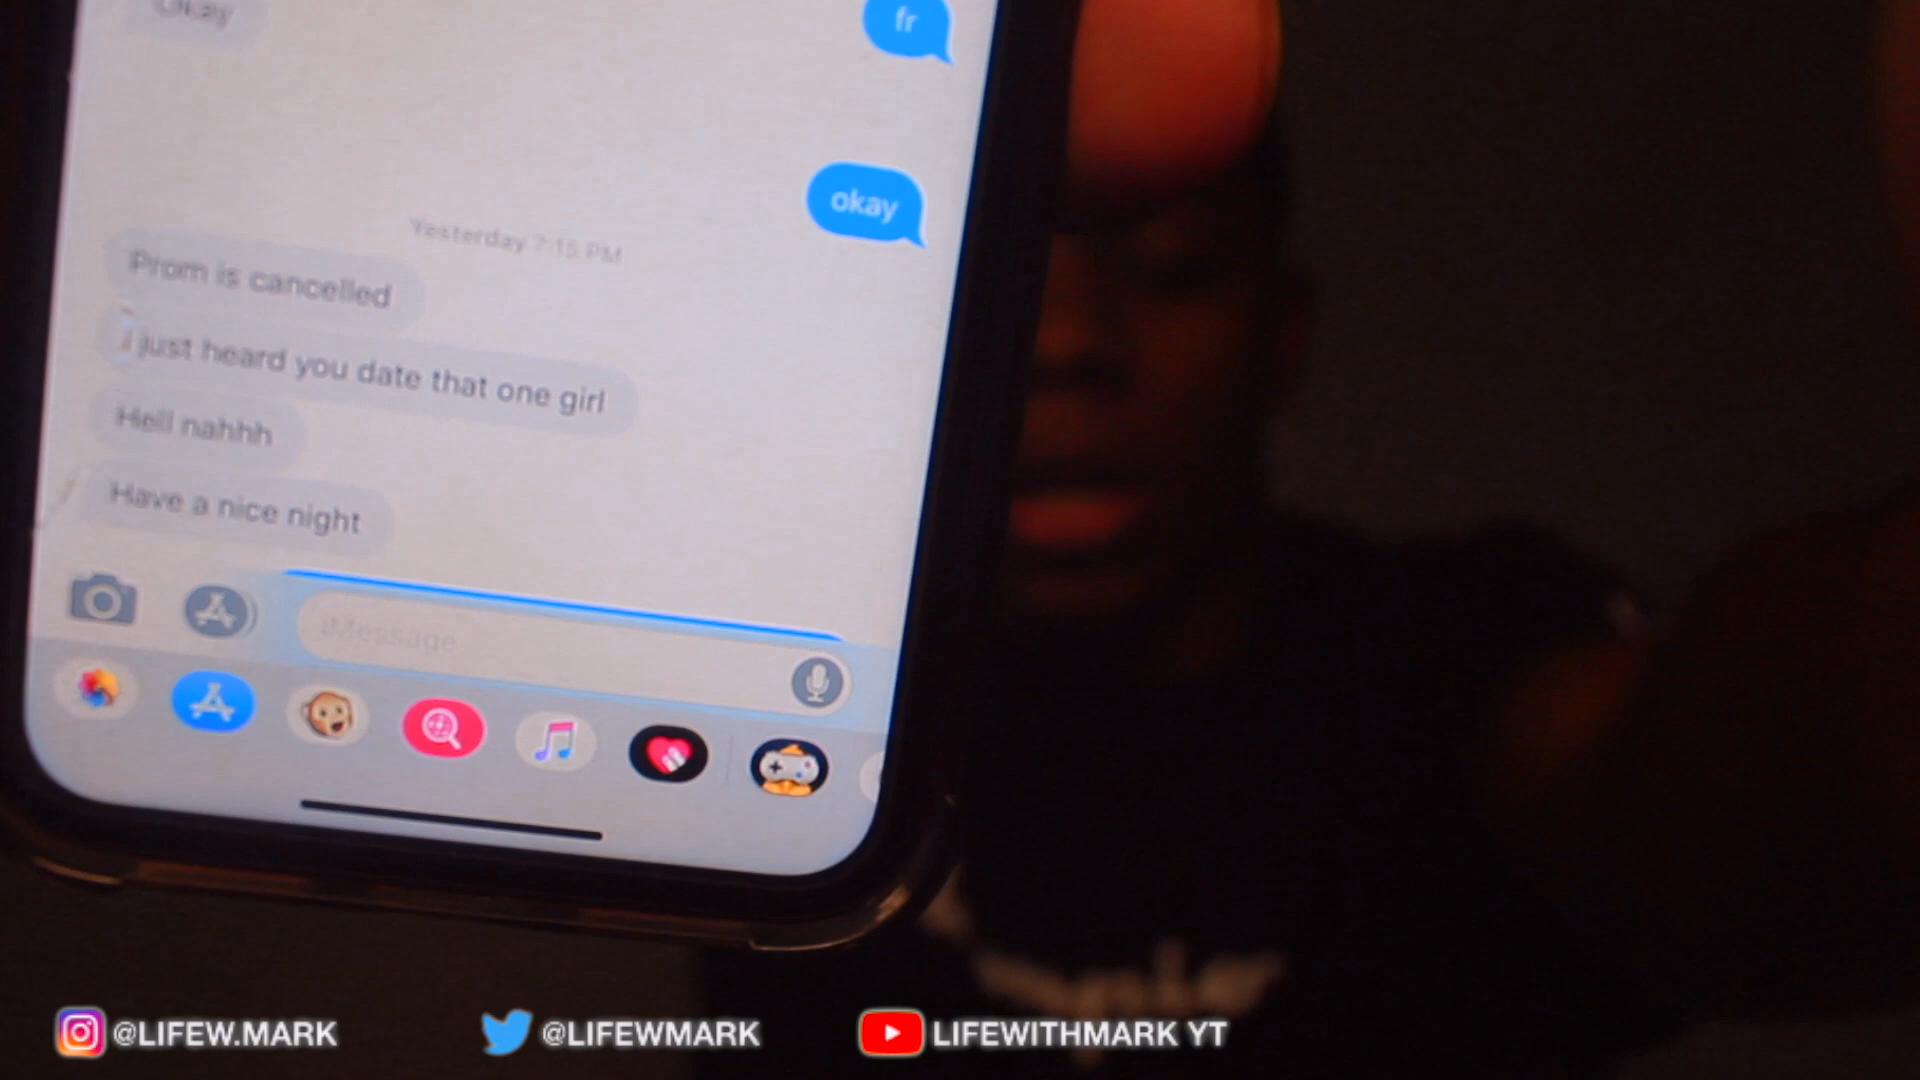 Okay
fr
okay
Yesterday 7:15 PM
Prom is cancelled
I just heard you date that one girl
Hell nahhh
Have a nice night
iMessage
@LIFEW.MARK
@LIFEWMARK
LIFEWITHMARK YT